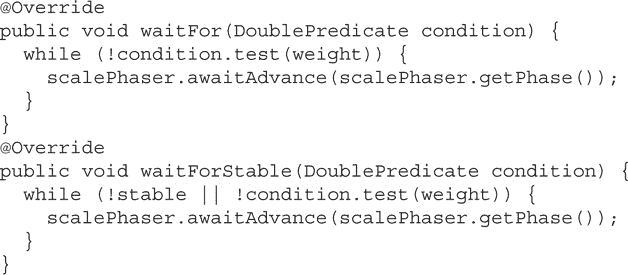 @Override
public void waitFor(DoublePredicate condition) {
  while (!condition.test(weight)) {
    scalePhaser.awaitAdvance(scalePhaser.getPhase());
  }
}
@Override
public void waitForStable(DoublePredicate condition) {
  while (!stable || !condition.test(weight)) {
    scalePhaser.awaitAdvance(scalePhaser.getPhase());
  }
}